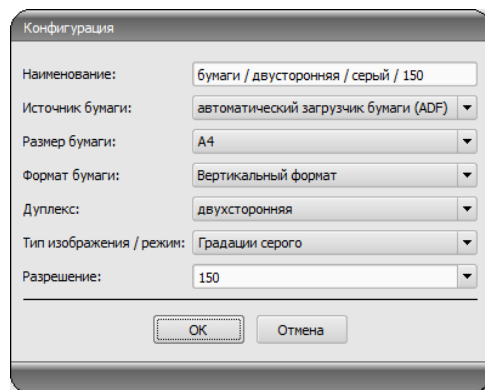 Конфигурация
Наименование: бумаги / двусторонняя / серый / 150
Источник бумаги: автоматический загрузчик бумаги (ADF)
Размер бумаги: A4
Формат бумаги: Вертикальный формат
Дуплекс: двухсторонняя
Тип изображения / режим: Градации серого
Разрешение: 150
OK Отмена